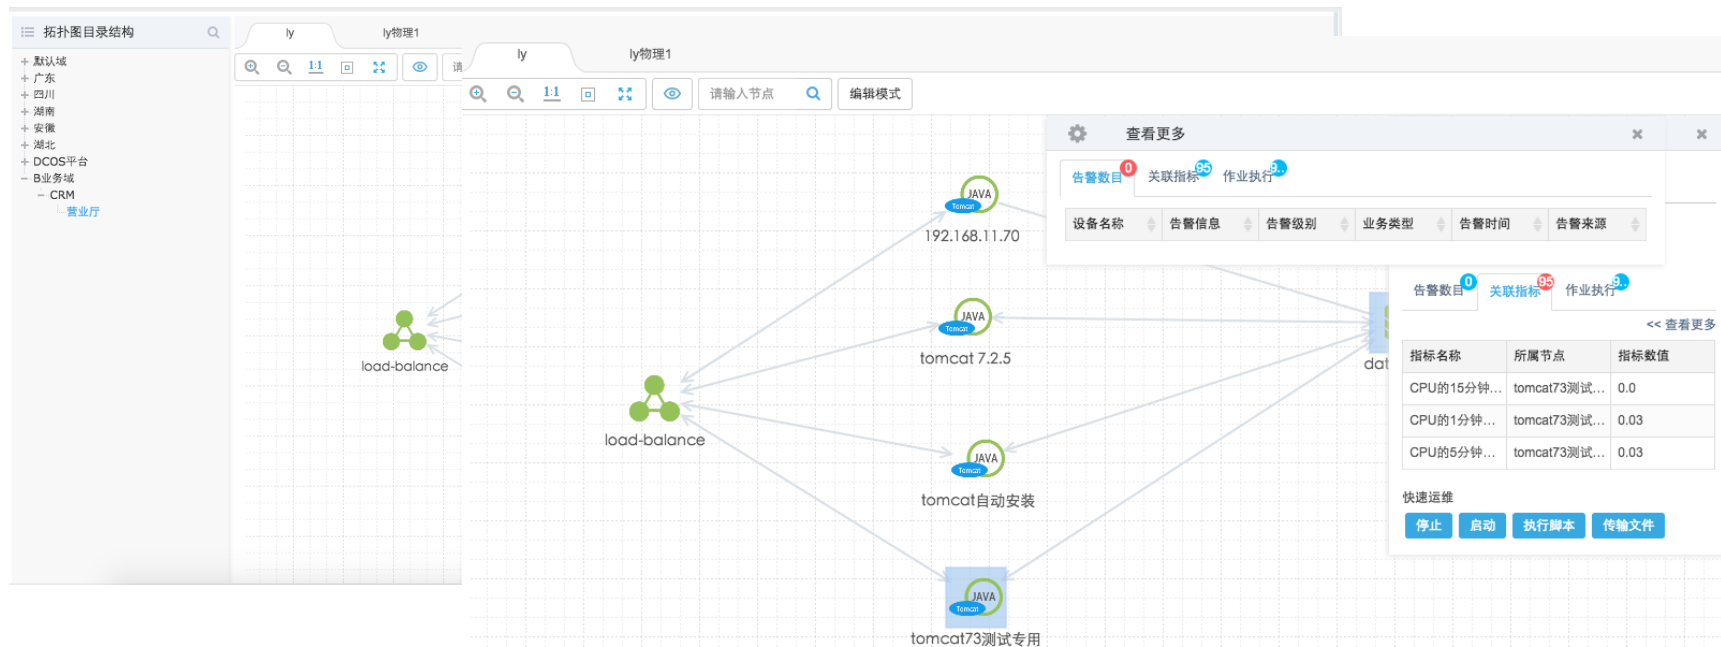 拓扑图目录结构
默认域
广东
四川
湖南
安徽
湖北
DCOS平台
B业务域
CRM
营业厅
ly
ly物理1
1:1
load-balance
ly
ly物理1
1:1
请输入节点
编辑模式
192.168.11.70
JAVA
Tomcat
tomcat 7.2.5
JAVA
Tomcat
load-balance
JAVA
Tomcat
tomcat自动安装
JAVA
Tomcat
tomcat73测试专用
查看更多
告警数目 0
关联指标 95
作业执行 9..
设备名称 告警信息 告警级别 业务类型 告警时间 告警来源
告警数目 0
关联指标 95
作业执行 9..
<< 查看更多
指标名称 所属节点 指标数值
CPU的15分钟... tomcat73测试... 0.0
CPU的1分钟... tomcat73测试... 0.03
CPU的5分钟... tomcat73测试... 0.03
快速运维
停止 启动 执行脚本 传输文件